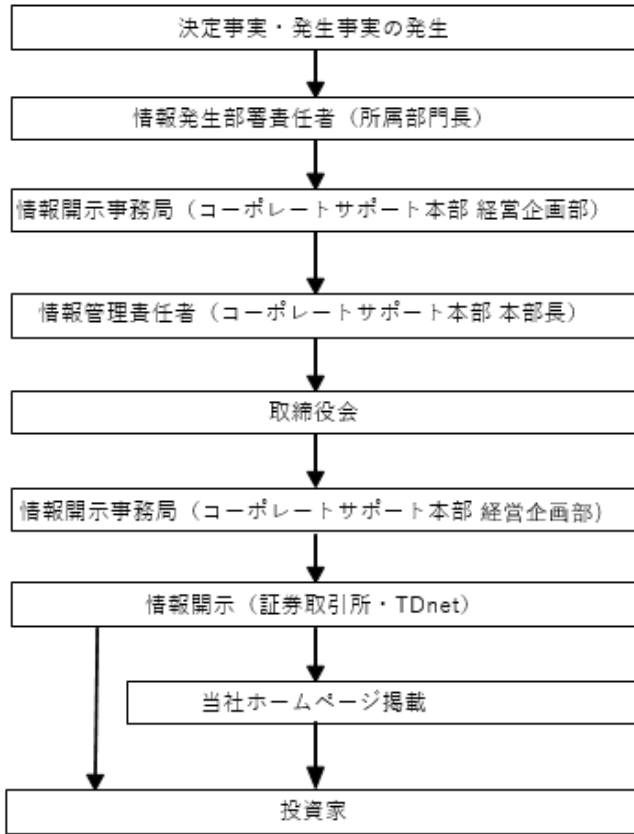 決定事実・発生事実の発生
情報発生部署責任者（所属部門長）
情報開示事務局（コーポレートサポート本部 経営企画部）
情報管理責任者（コーポレートサポート本部 本部長）
取締役会
情報開示事務局（コーポレートサポート本部 経営企画部)
情報開示（証券取引所・TDnet）
当社ホームページ掲載
投資家